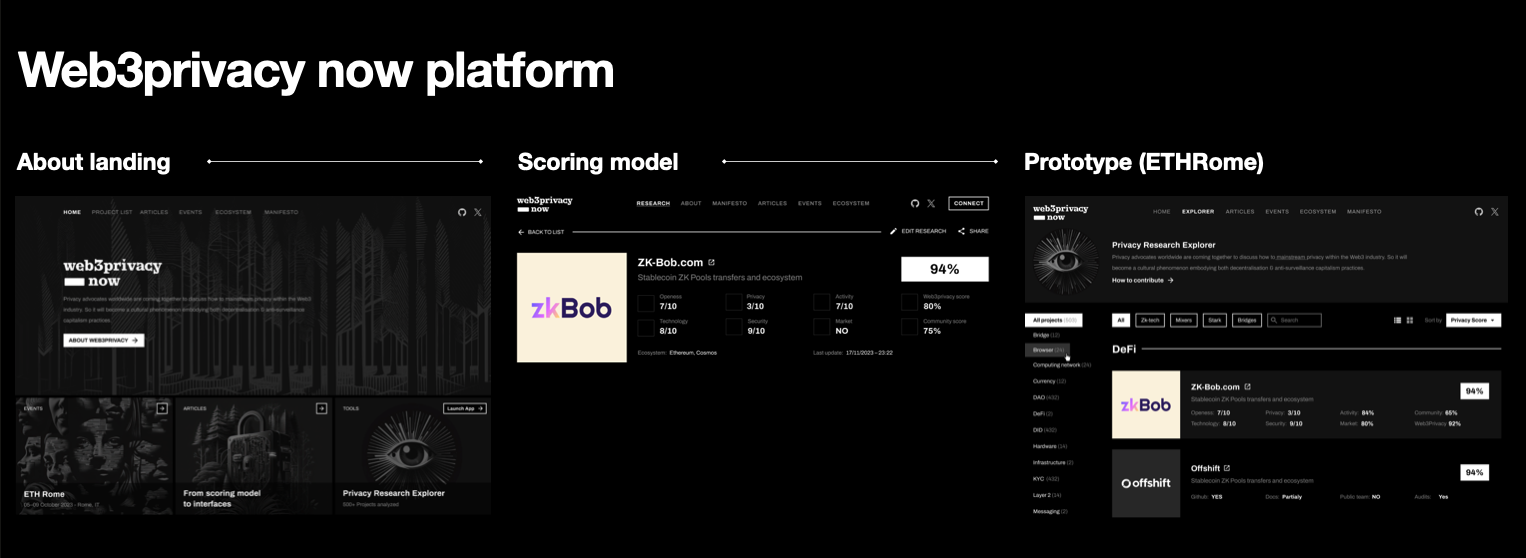 Web3privacy now platform
About landing
HOME PROJECT LIST ARTICLES EVENTS ECOSYSTEM MANIFESTO
web3privacy
now
Privacy advocates worldwide are coming together to discuss how to mainstream privacy within the Web3
industry. So it will become a cultural phenomenon embodying both decentralisation & anti-surveillance
capitalism practices.
ABOUT WEB3PRIVACY
EVENTS
ETH Rome
05-09 October 2023 - Rome, IT
ARTICLES
From scoring model
to interfaces
TOOLS
Launch App
Privacy Research Explorer
500+ Projects analyzed
Scoring model
web3privacy
now
RESEARCH ABOUT MANIFESTO ARTICLES EVENTS ECOSYSTEM
CONNECT
BACK TO LIST
EDIT RESEARCH
SHARE
zkBob
ZK-Bob.com
Stablecoin ZK Pools transfers and ecosystem
94%
Openess Privacy Activity Web3privacy score
7/10 3/10 7/10 80%
Technology Security Market Community score
8/10 9/10 NO 75%
Ecosystem: Ethereum, Cosmos
Last update: 17/11/2023 - 23:22
Prototype (ETHRome)
web3privacy
now
HOME EXPLORER ARTICLES EVENTS ECOSYSTEM MANIFESTO
Privacy Research Explorer
Privacy advocates worldwide are coming together to discuss how to mainstream privacy within the Web3 industry. So it will
become a cultural phenomenon embodying both decentralisation & anti-surveillance capitalism practices.
How to contribute
All projects
Bridge (12)
Browser (24)
Computing network (24)
Currency (12)
DAO (432)
DeFi (2)
DID (432)
Hardware (24)
Infrastructure (2)
KYC (432)
Layer 2 (14)
Messaging (2)
All Zk-tech Mixers Stark Bridges Search
Sort by Privacy Score
DeFi
zkBob
ZK-Bob.com
Stablecoin ZK Pools transfers and ecosystem
94%
Openess: 7/10 Privacy: 3/10 Activity: 84% Community: 65%
Technology: 8/10 Security: 9/10 Market: 80% Web3Privacy 92%
offshift
Offshift
Stablecoin ZK Pools transfers and ecosystem
94%
Github: YES Docs: Partialy Public team: NO Audits: Yes